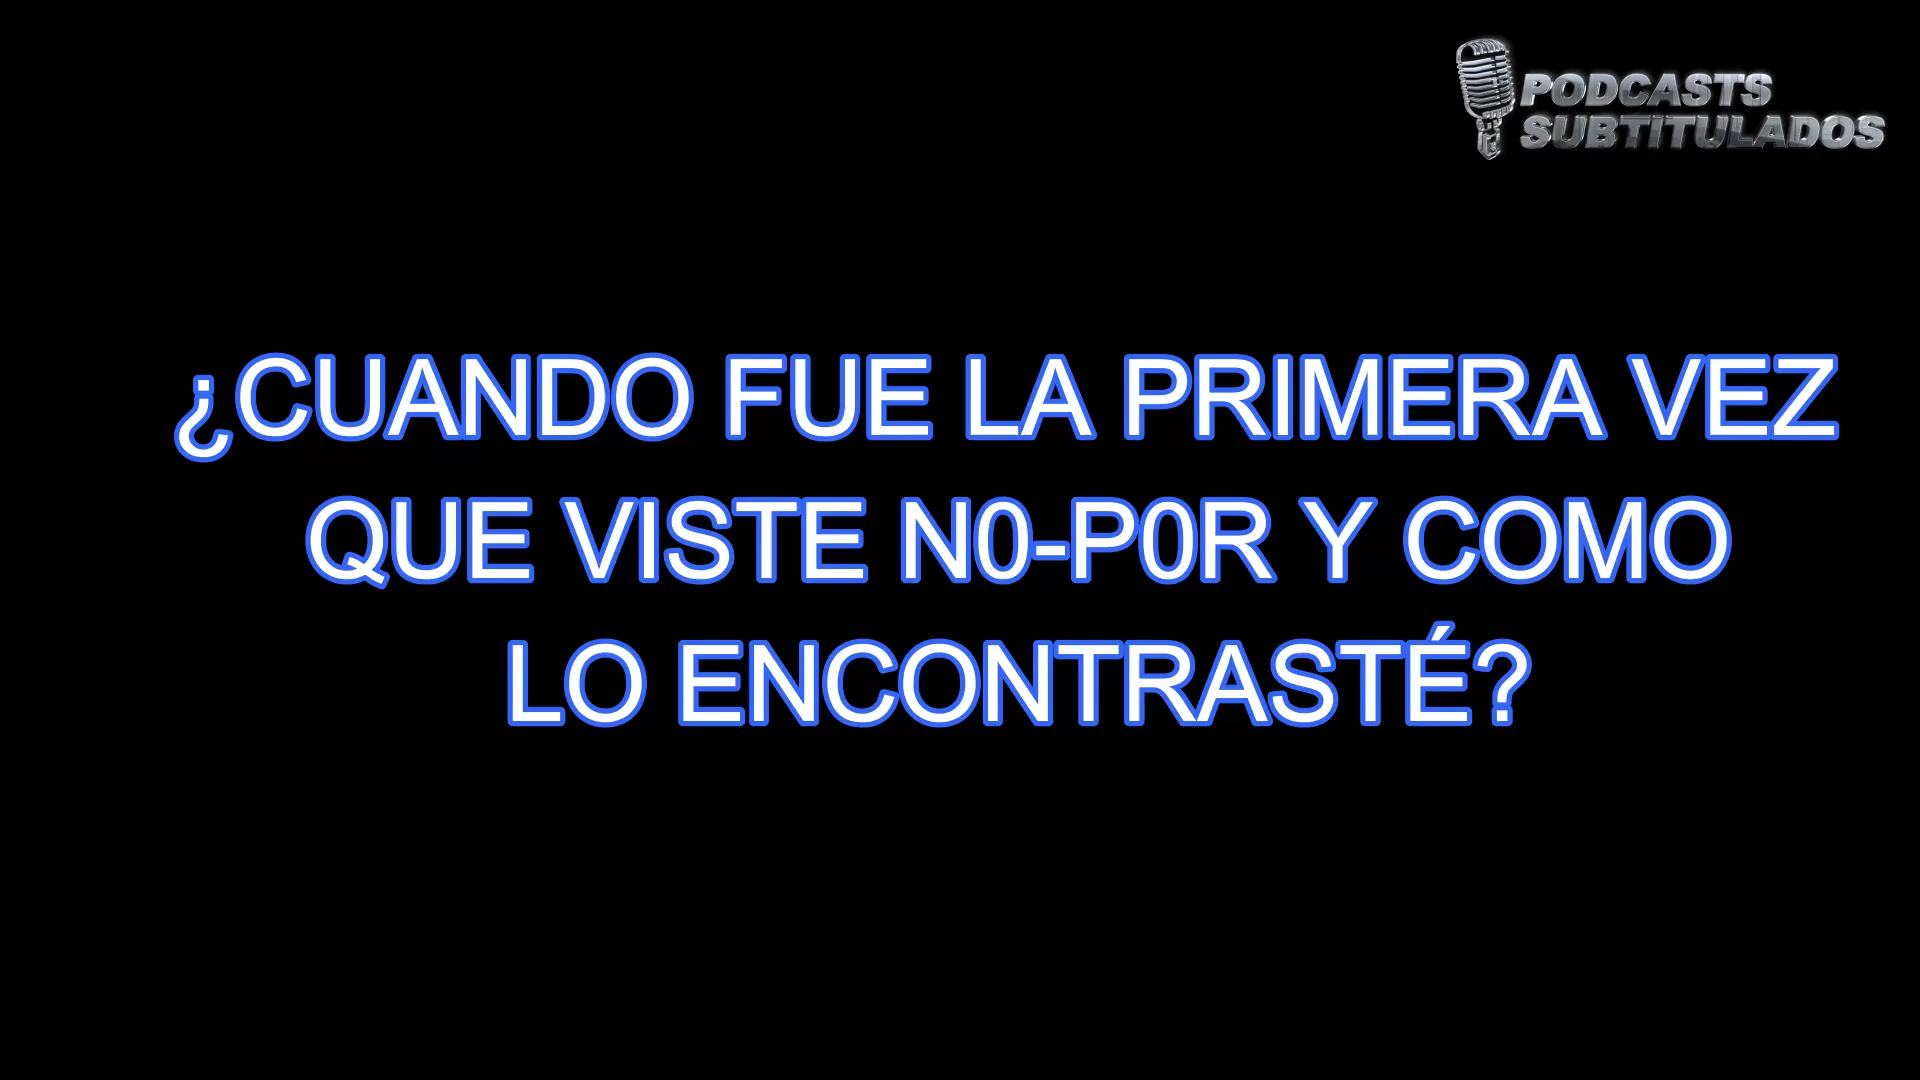 PODCASTS
SUBTITULADOS
¿CUANDO FUE LA PRIMERA VEZ
QUE VISTE N0-P0R Y COMO
LO ENCONTRASTÉ?